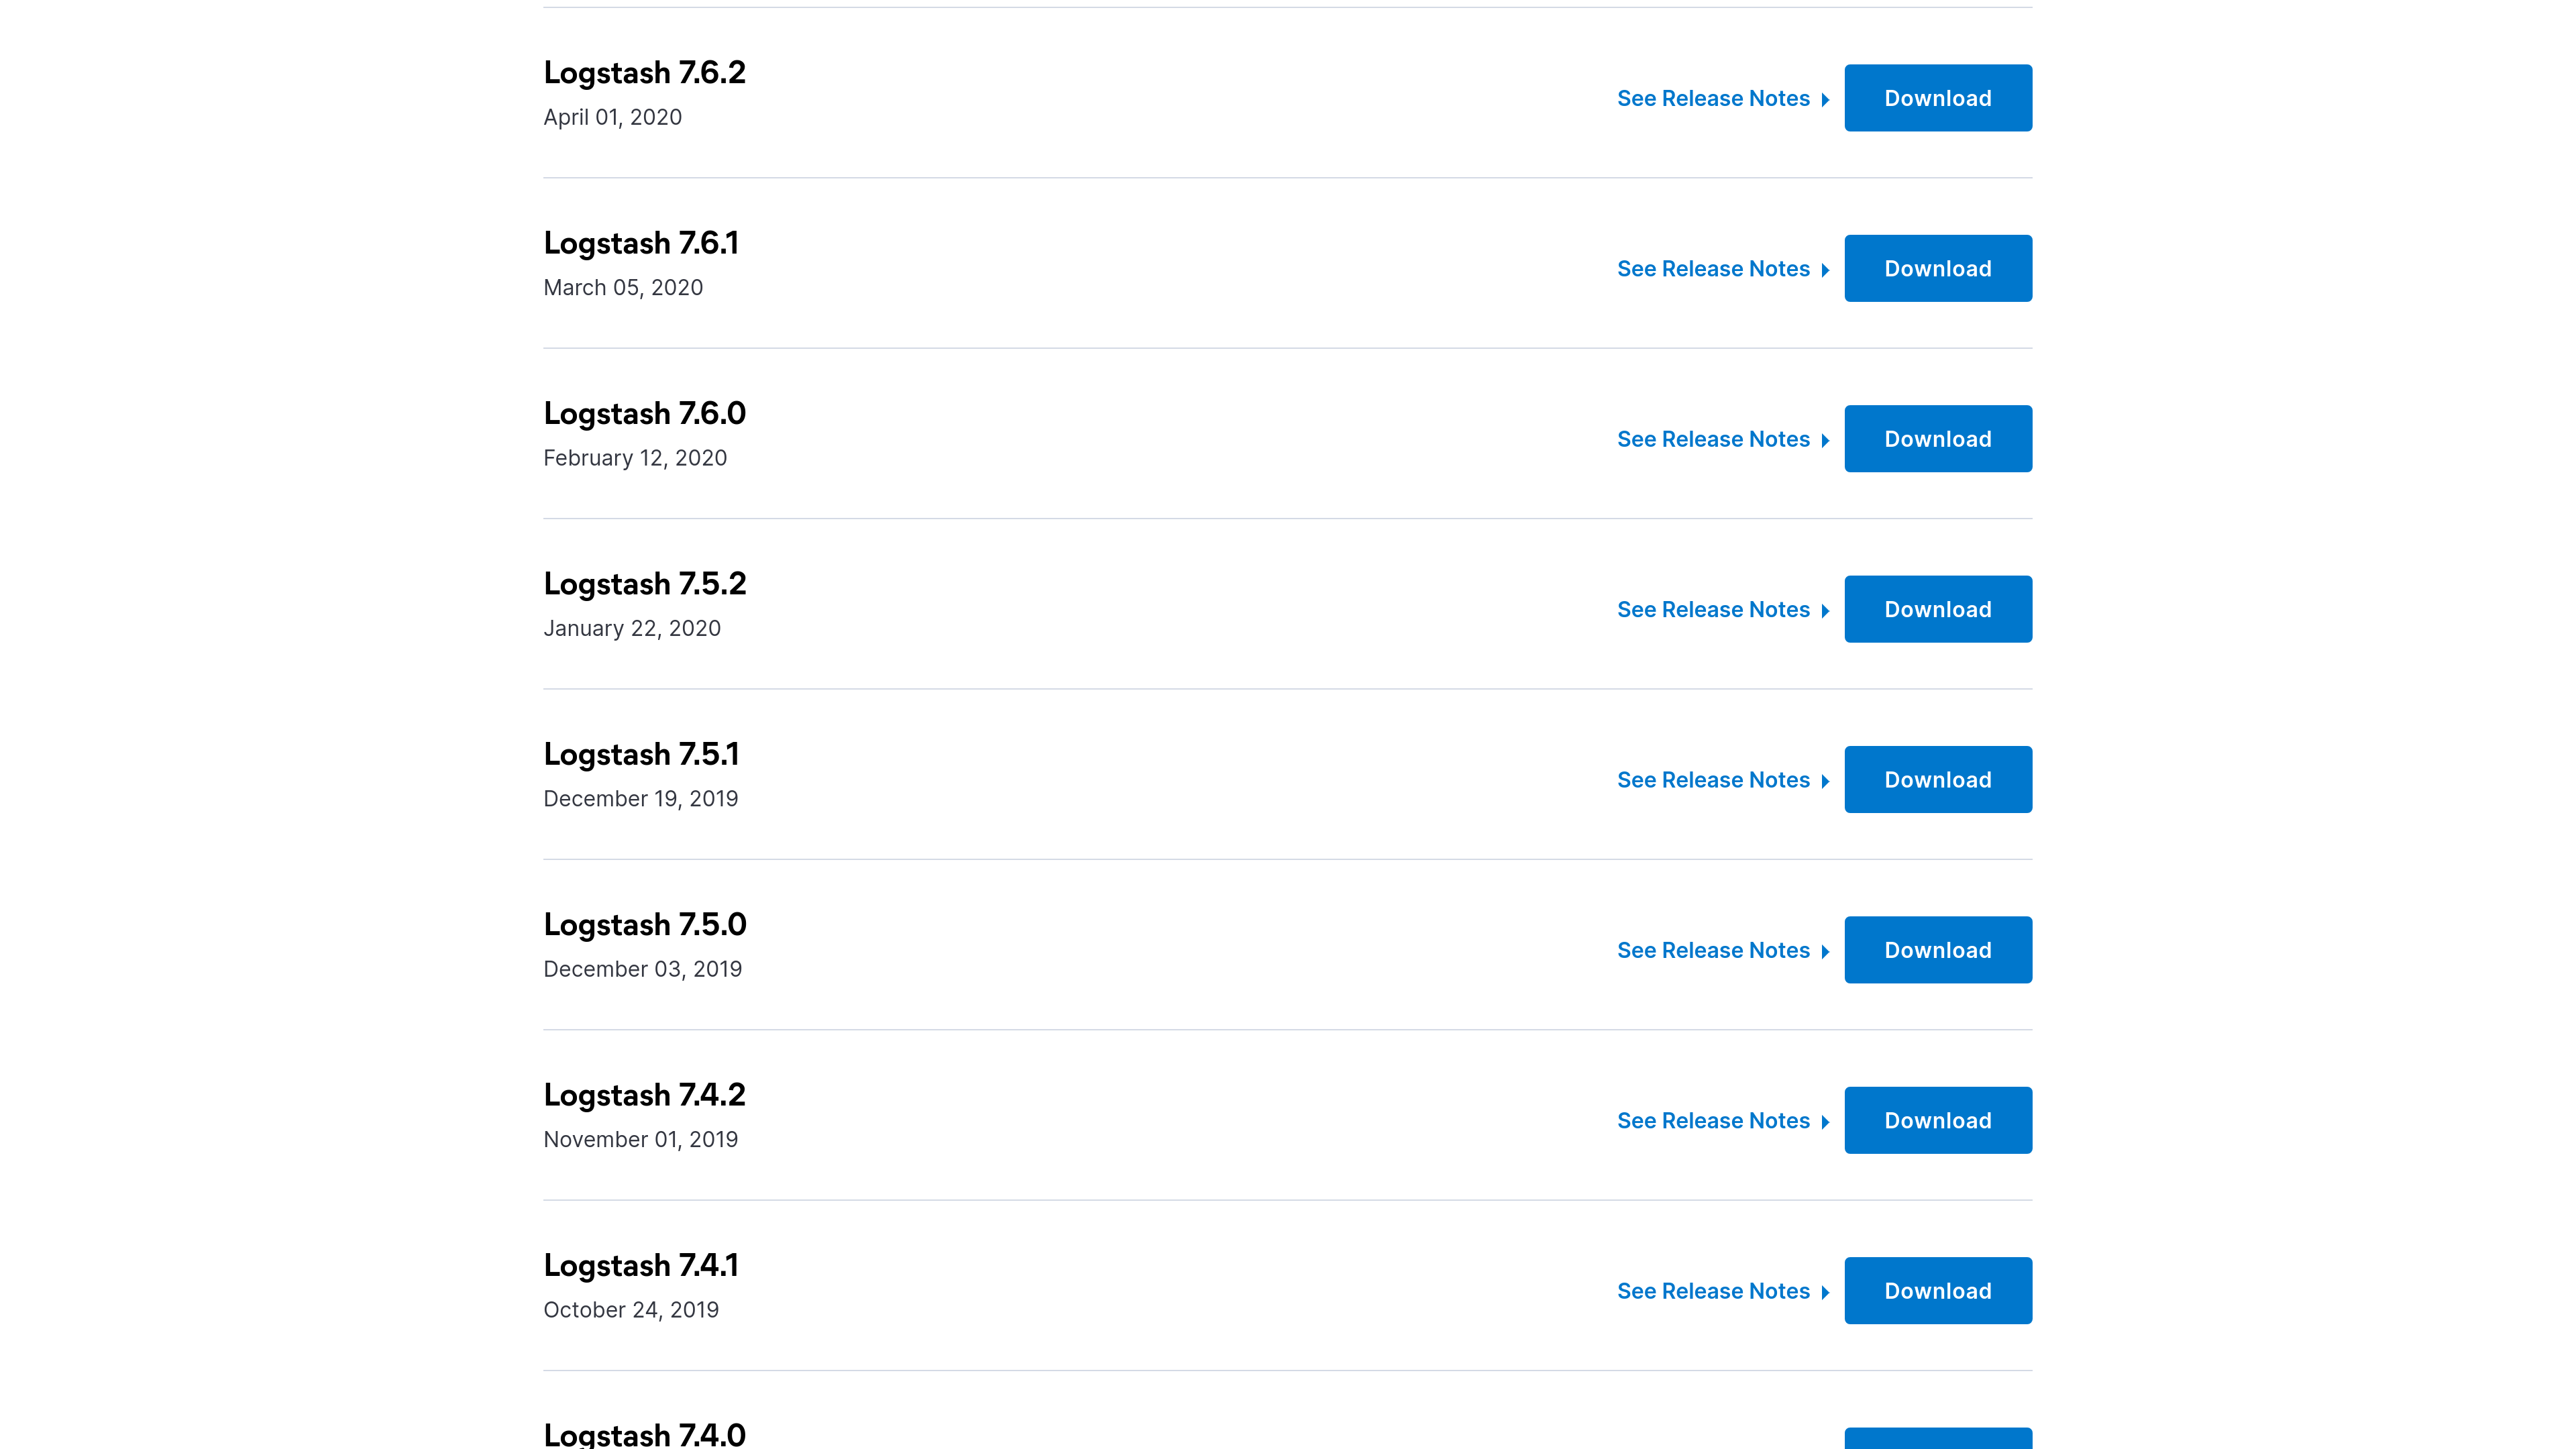 Logstash 7.6.2
April 01, 2020
See Release Notes
Download
Logstash 7.6.1
March 05, 2020
See Release Notes
Download
Logstash 7.6.0
February 12, 2020
See Release Notes
Download
Logstash 7.5.2
January 22, 2020
See Release Notes
Download
Logstash 7.5.1
December 19, 2019
See Release Notes
Download
Logstash 7.5.0
December 03, 2019
See Release Notes
Download
Logstash 7.4.2
November 01, 2019
See Release Notes
Download
Logstash 7.4.1
October 24, 2019
See Release Notes
Download
Logstash 7.4.0